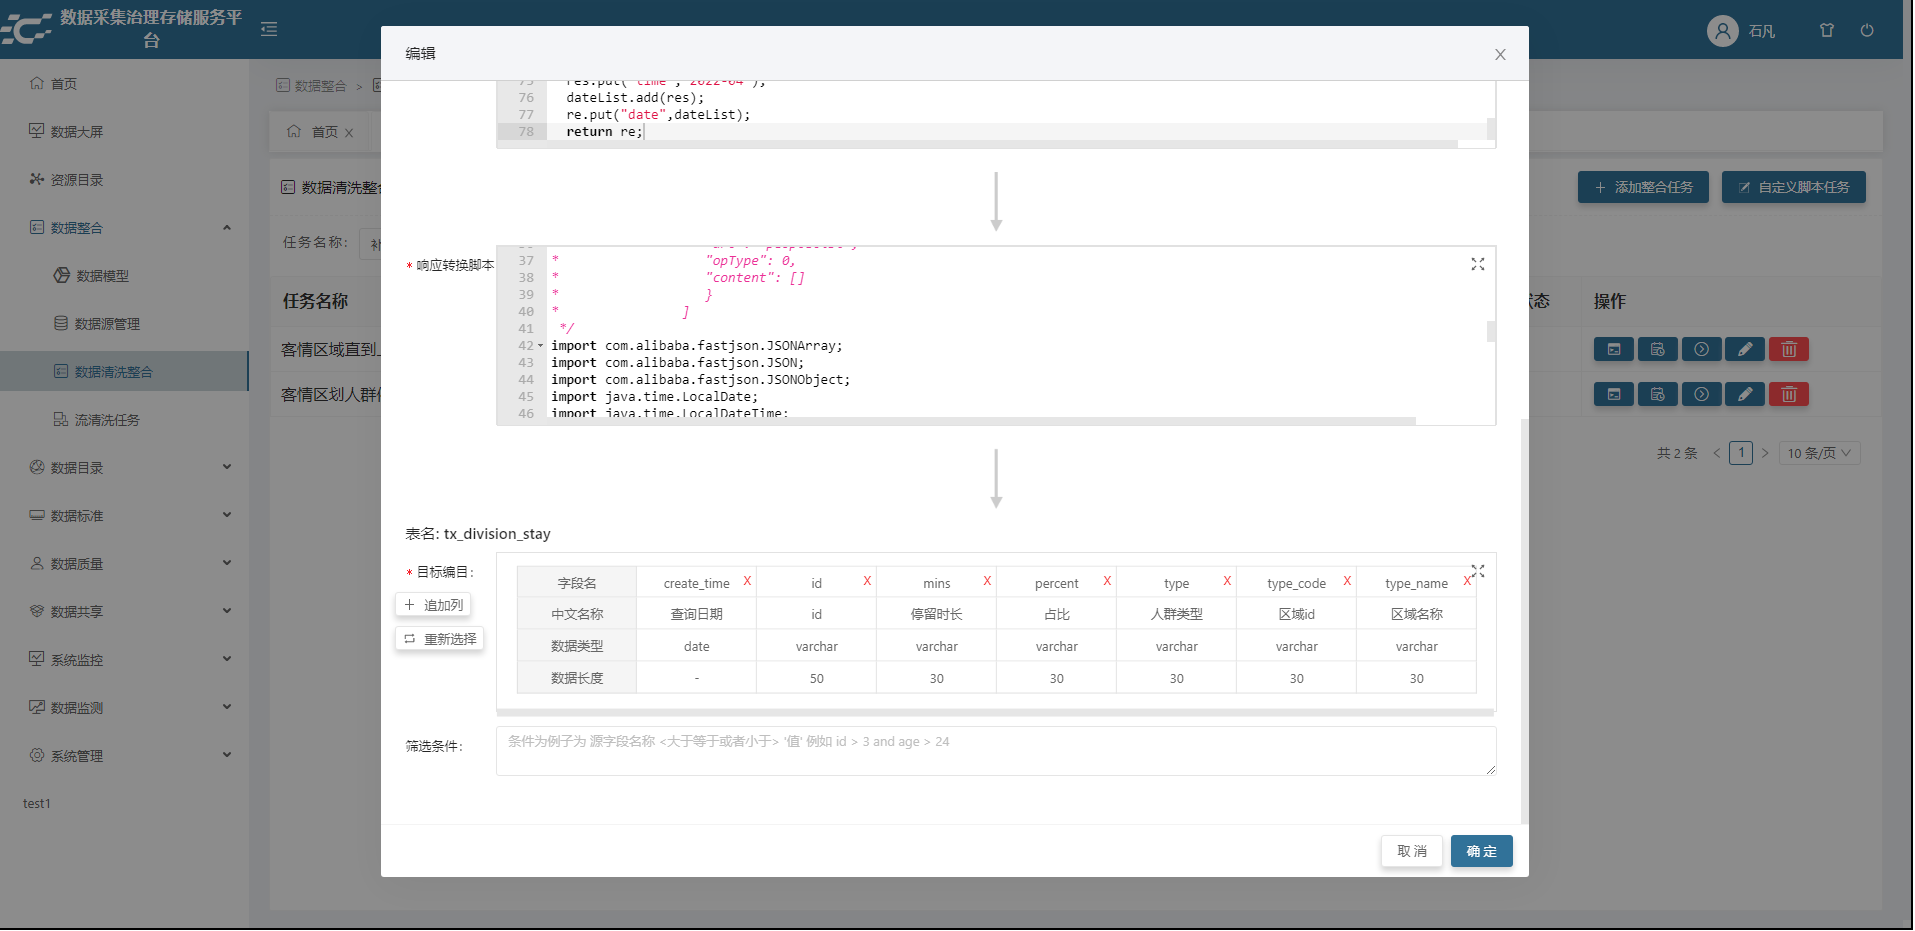 数据采集治理存储服务平
台
石凡
首页
数据大屏
资源目录
数据整合
数据模型
数据源管理
数据清洗整合
流清洗任务
数据目录
数据标准
数据质量
数据共享
系统监控
数据监测
系统管理
test1
数据整合 >
首页 x
数据清洗整合
添加整合任务
自定义脚本任务
任务名称:
任务名称
态 操作
客情区域直到
客情区划人群
共 2 条 < 1 > 10 条/页
编辑
75 res.put("time","2022-04");
76 dateList.add(res);
77 re.put("date",dateList);
78 return re;
* 响应转换脚本
37 * "opType": 0,
38 * "content": []
39 * }
40 * ]
41 */
42 import com.alibaba.fastjson.JSONArray;
43 import com.alibaba.fastjson.JSON;
44 import com.alibaba.fastjson.JSONObject;
45 import java.time.LocalDate;
46 import java.time.LocalDateTime;
表名: tx_division_stay
* 目标编目:
追加列
重新选择
字段名 create_time X id X mins X percent X type X type_code X type_name X
中文名称 查询日期 id 停留时长 占比 人群类型 区域id 区域名称
数据类型 date varchar varchar varchar varchar varchar varchar
数据长度 - 50 30 30 30 30 30
筛选条件:
条件为例子为 源字段名称 <大于等于或者小于> '值' 例如 id > 3 and age > 24
取 消
确 定